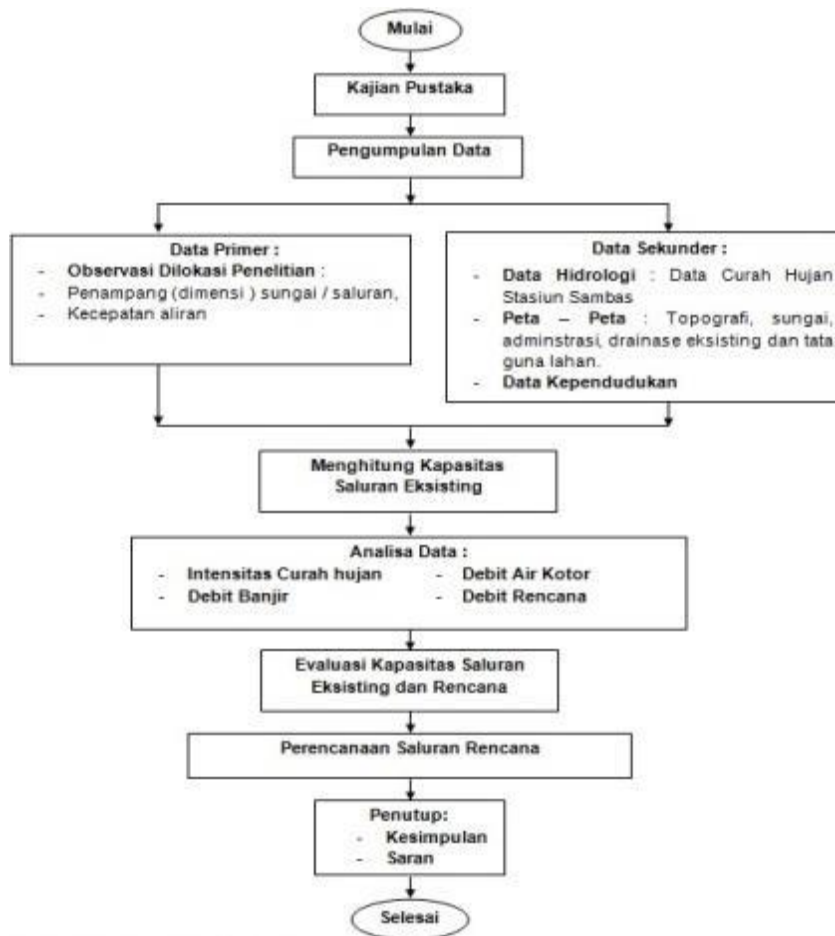 Mulai
Kajian Pustaka
Pengumpulan Data
Data Primer :
- Observasi Dilokasi Penelitian :
- Penampang (dimensi ) sungai / saluran,
- Kecepatan aliran
Data Sekunder :
- Data Hidrologi : Data Curah Hujan
Stasiun Sambas
- Peta – Peta : Topografi, sungai,
adminstrasi, drainase eksisting dan tata
guna lahan.
- Data Kependudukan
Menghitung Kapasitas
Saluran Eksisting
Analisa Data :
- Intensitas Curah hujan - Debit Air Kotor
- Debit Banjir - Debit Rencana
Evaluasi Kapasitas Saluran
Eksisting dan Rencana
Perencanaan Saluran Rencana
Penutup:
- Kesimpulan
- Saran
Selesai